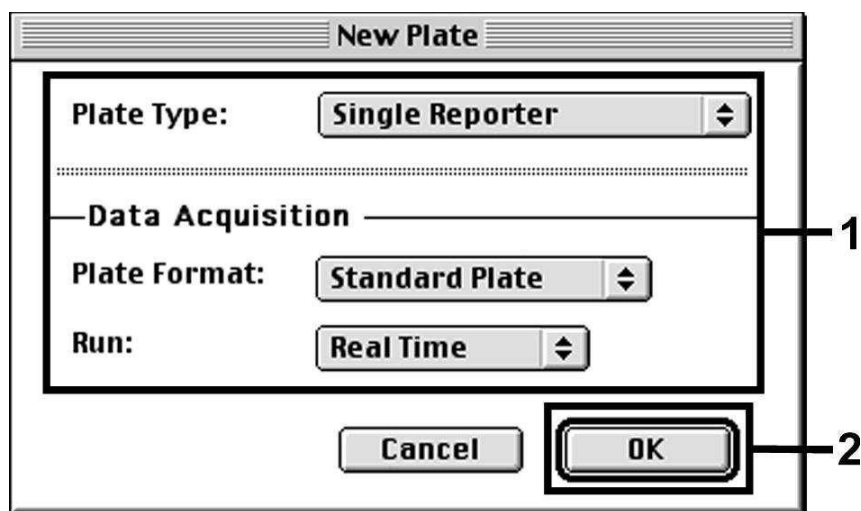 New Plate
Plate Type: Single Reporter
Data Acquisition
1
Plate Format: Standard Plate
Run: Real Time
Cancel OK 2